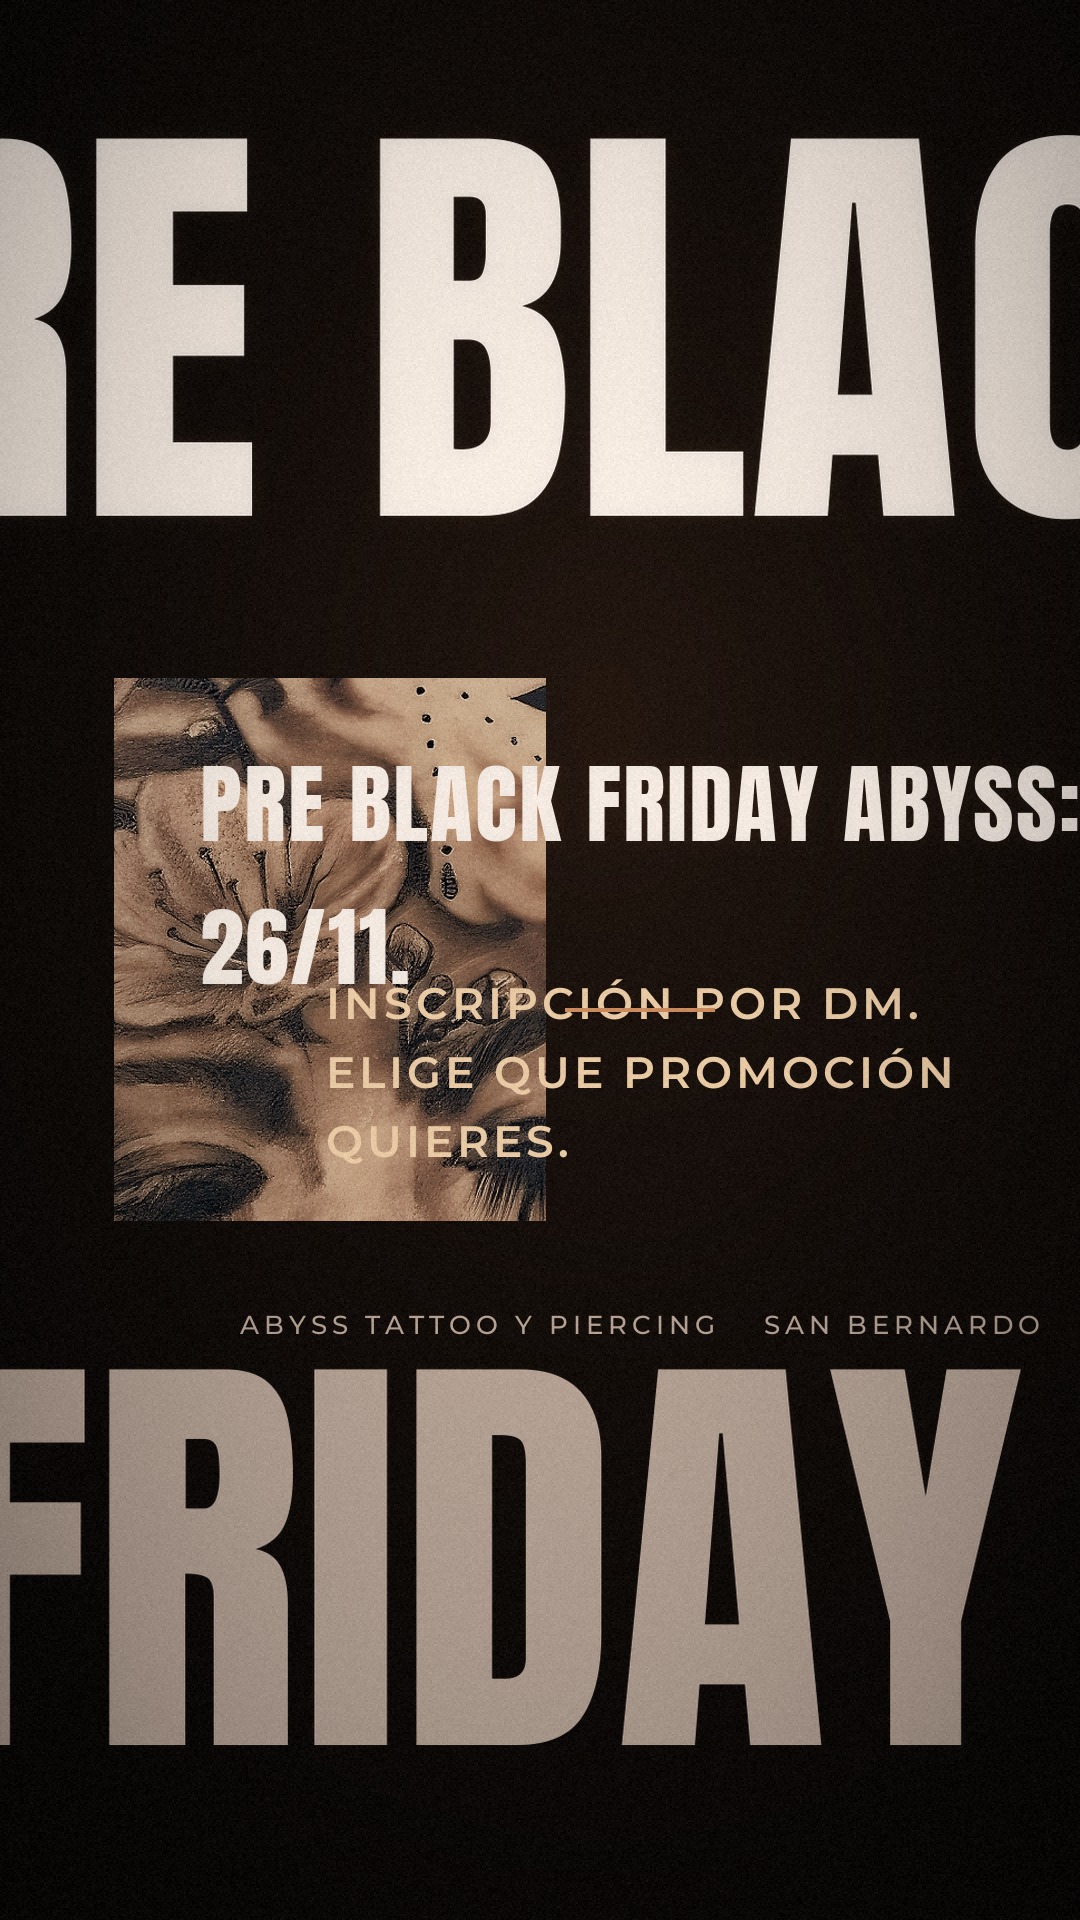 RE BLAC
PRE BLACK FRIDAY ABYSS:
26/11.
INSCRIPCIÓN POR DM.
ELIGE QUE PROMOCIÓN
QUIERES.
ABYSS TATTOO Y PIERCING SAN BERNARDO
FRIDAY